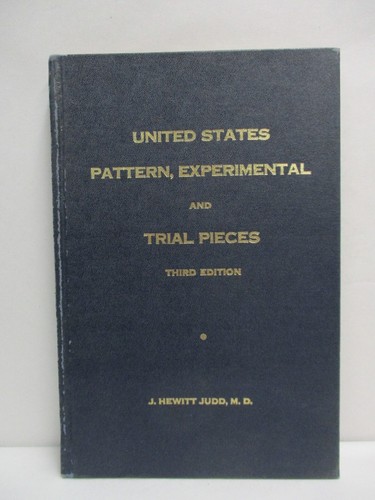 UNITED STATES
PATTERN, EXPERIMENTAL
AND
TRIAL PIECES
THIRD EDITION
J. HEWITT JUDD, M. D.